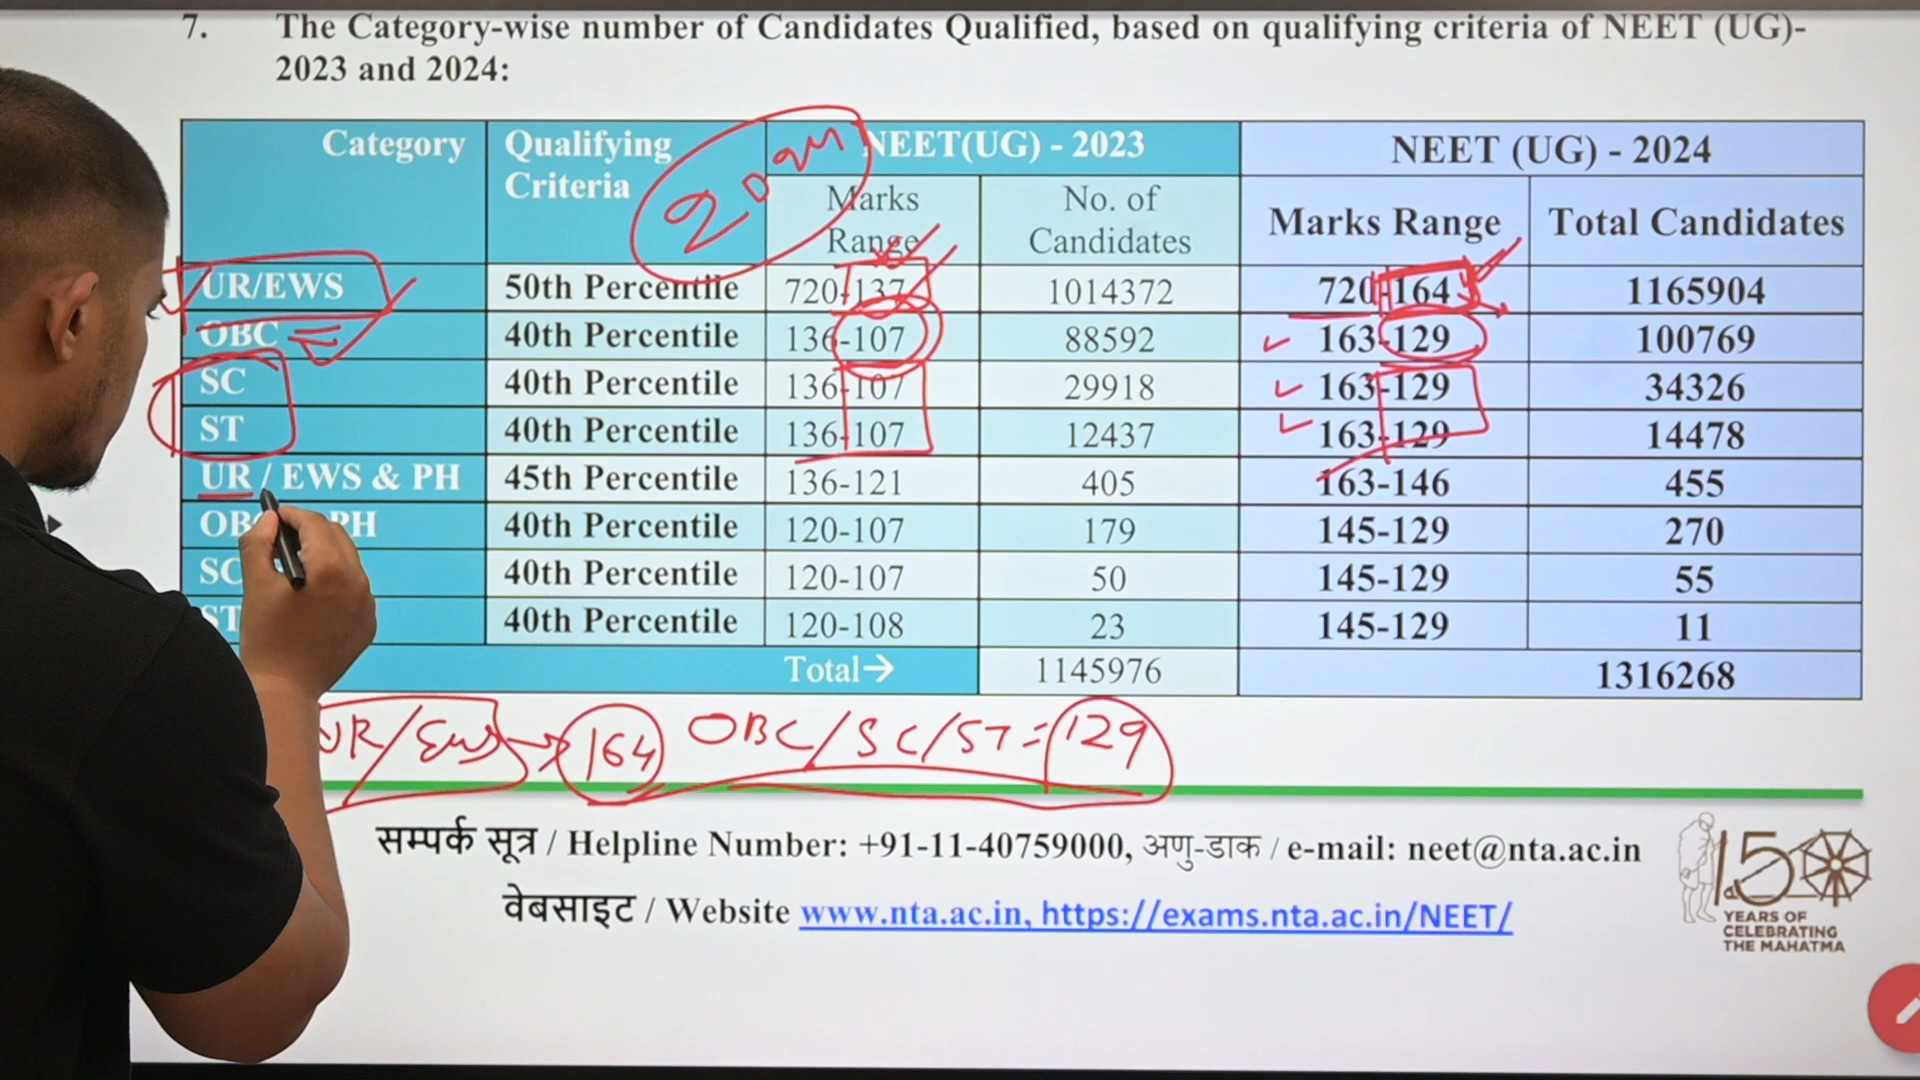 7. The Category-wise number of Candidates Qualified, based on qualifying criteria of NEET (UG)-
2023 and 2024:
Category Qualifying Criteria NEET(UG) - 2023 NEET (UG) - 2024
Marks Range No. of Candidates Marks Range Total Candidates
2024
UR/EWS 50th Percentile 720-137 1014372 720-164 1165904
OBC 40th Percentile 136-107 88592 163-129 100769
SC 40th Percentile 136-107 29918 163-129 34326
ST 40th Percentile 136-107 12437 163-129 14478
UR / EWS & PH 45th Percentile 136-121 405 163-146 455
OBC PH 40th Percentile 120-107 179 145-129 270
SC 40th Percentile 120-107 50 145-129 55
ST 40th Percentile 120-108 23 145-129 11
Total→ 1145976 1316268
UR/EWS → 164 OBC/SC/ST = 129
सम्पर्क सूत्र / Helpline Number: +91-11-40759000, अणु-डाक / e-mail: neet@nta.ac.in
वेबसाइट / Website www.nta.ac.in, https://exams.nta.ac.in/NEET/
150
YEARS OF
CELEBRATING
THE MAHATMA